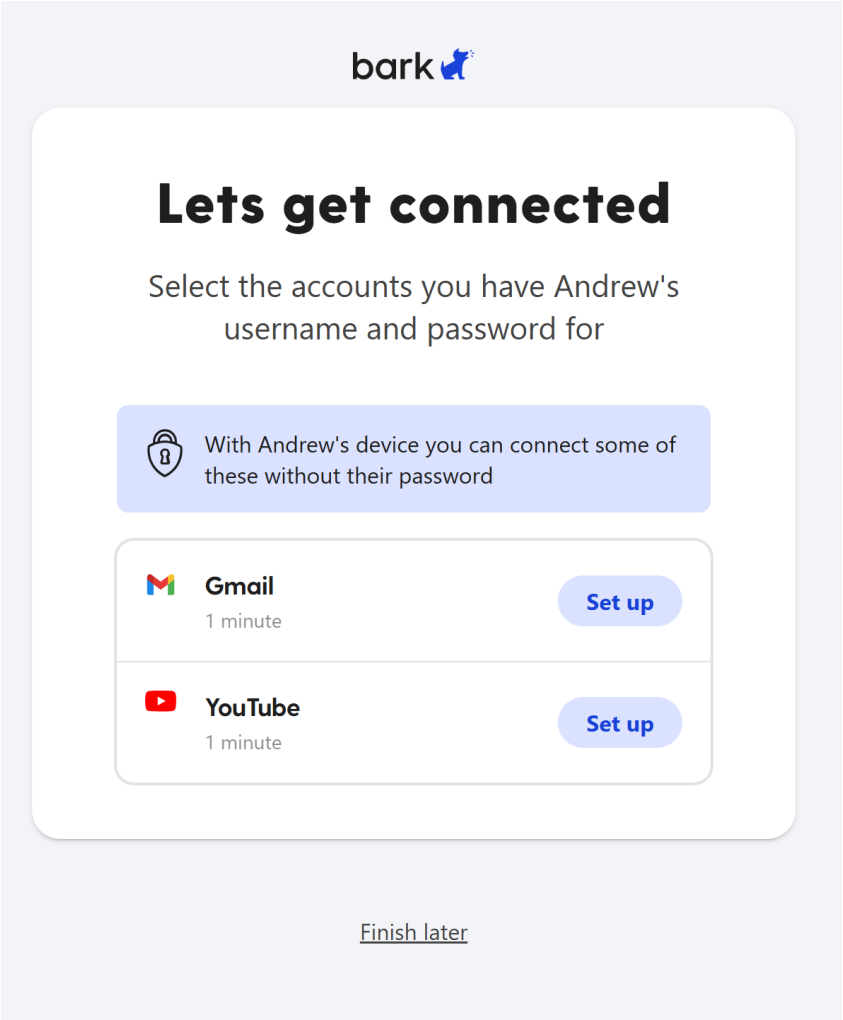 bark
Lets get connected
Select the accounts you have Andrew's
username and password for
With Andrew's device you can connect some of
these without their password
Gmail
1 minute
Set up
YouTube
1 minute
Set up
Finish later